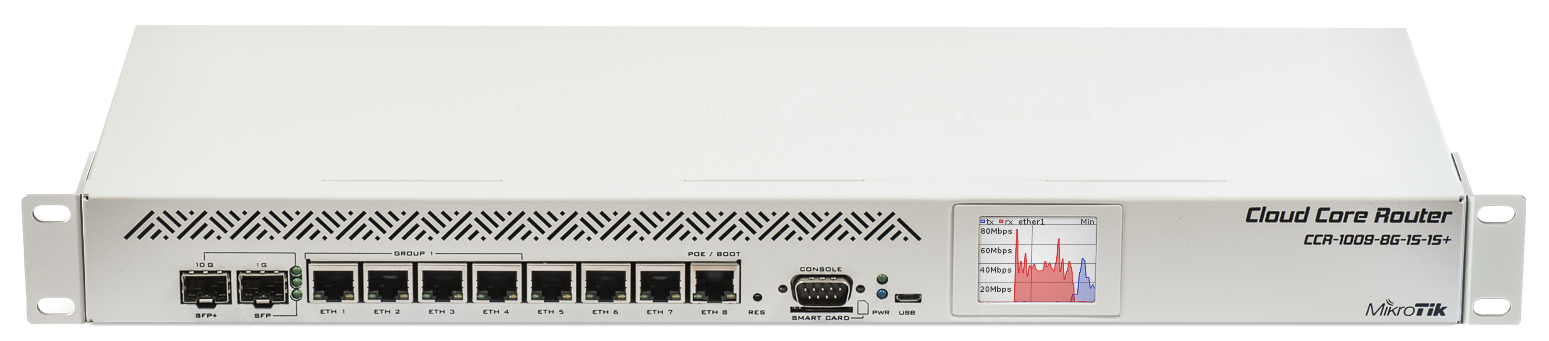 Cloud Core Router
CCR-1009-8G-1S-1S+
tx rx ether1 Min
80Mbps
60Mbps
40Mbps
20Mbps
10 G
1 G
GROUP 1
POE / BOOT
CONSOLE
SFP+
SFP
ETH 1
ETH 2
ETH 3
ETH 4
ETH 5
ETH 6
ETH 7
ETH 8
RES
SMART CARD
PWR
USB
MikroTik